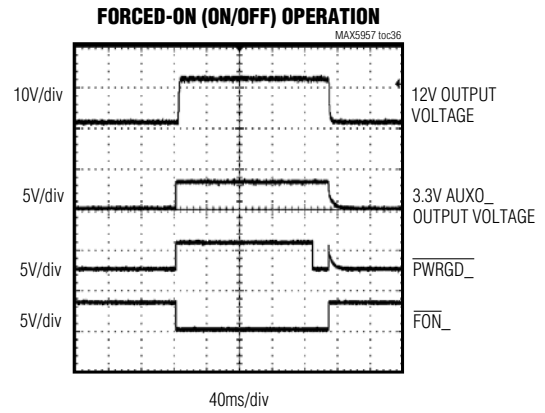 FORCED-ON (ON/OFF) OPERATION
MAX5957 toc36
10V/div
12V OUTPUT
VOLTAGE
5V/div
3.3V AUXO_
OUTPUT VOLTAGE
5V/div
PWRGD_
5V/div
FON_
40ms/div